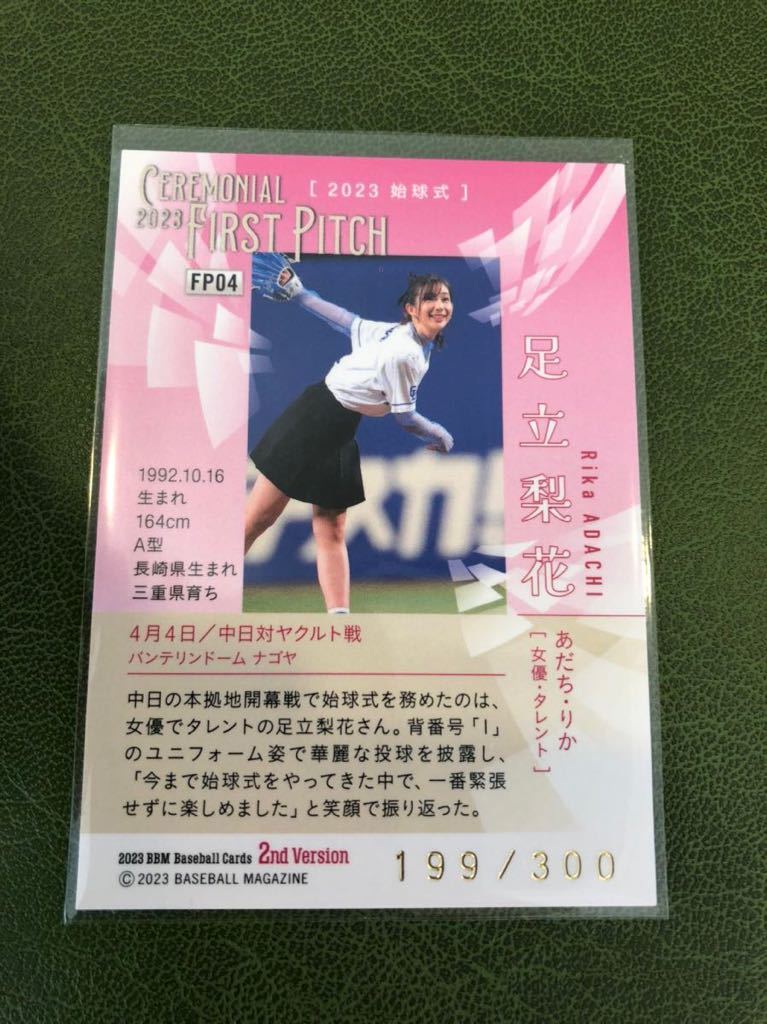 CEREMONIAL
2023 FIRST PITCH
[ 2023 始球式 ]
FP04
足立梨花
Rika ADACHI
あだち・りか
[女優・タレント]
1992.10.16
生まれ
164cm
A型
長崎県生まれ
三重県育ち
4月4日／中日対ヤクルト戦
バンテリンドーム ナゴヤ
中日の本拠地開幕戦で始球式を務めたのは、
女優でタレントの足立梨花さん。背番号「1」
のユニフォーム姿で華麗な投球を披露し、
「今まで始球式をやってきた中で、一番緊張
せずに楽しめました」と笑顔で振り返った。
2023 BBM Baseball Cards 2nd Version
© 2023 BASEBALL MAGAZINE
199/300